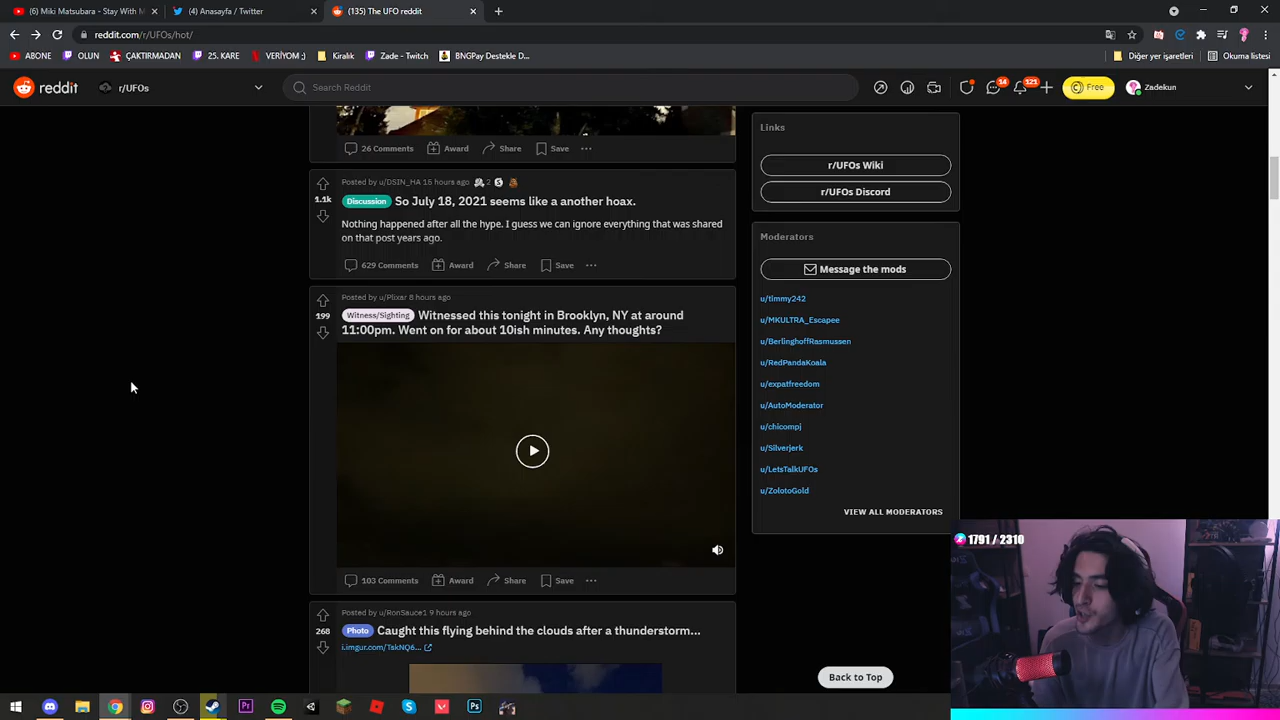 (6) Miki Matsubara - Stay With M
(4) Anasayfa / Twitter
(135) The UFO reddit
reddit.com/r/UFOs/hot/
ABONE
OLUN
ÇAKTIRMADAN
25. KARE
VERİYOM ;)
Kiralık
Zade - Twitch
BNGPay Destekle D...
Diğer yer işaretleri
Okuma listesi
reddit
r/UFOs
Search Reddit
14
121
Free
Zadekun
26 Comments
Award
Share
Save
Posted by u/DSIN_HA 15 hours ago
2
1.1k
Discussion So July 18, 2021 seems like a another hoax.
Nothing happened after all the hype. I guess we can ignore everything that was shared
on that post years ago.
629 Comments
Award
Share
Save
Posted by u/Plixar 8 hours ago
199
Witness/Sighting Witnessed this tonight in Brooklyn, NY at around
11:00pm. Went on for about 10ish minutes. Any thoughts?
103 Comments
Award
Share
Save
Posted by u/RonSauce1 9 hours ago
268
Photo Caught this flying behind the clouds after a thunderstorm...
i.imgur.com/TskNQ6...
Links
r/UFOs Wiki
r/UFOs Discord
Moderators
Message the mods
u/timmy242
u/MKULTRA_Escapee
u/BerlinghoffRasmussen
u/RedPandaKoala
u/expatfreedom
u/AutoModerator
u/chicompj
u/Silverjerk
u/LetsTalkUFOs
u/ZolotoGold
VIEW ALL MODERATORS
Back to Top
1791 / 2310
Pr
Ps